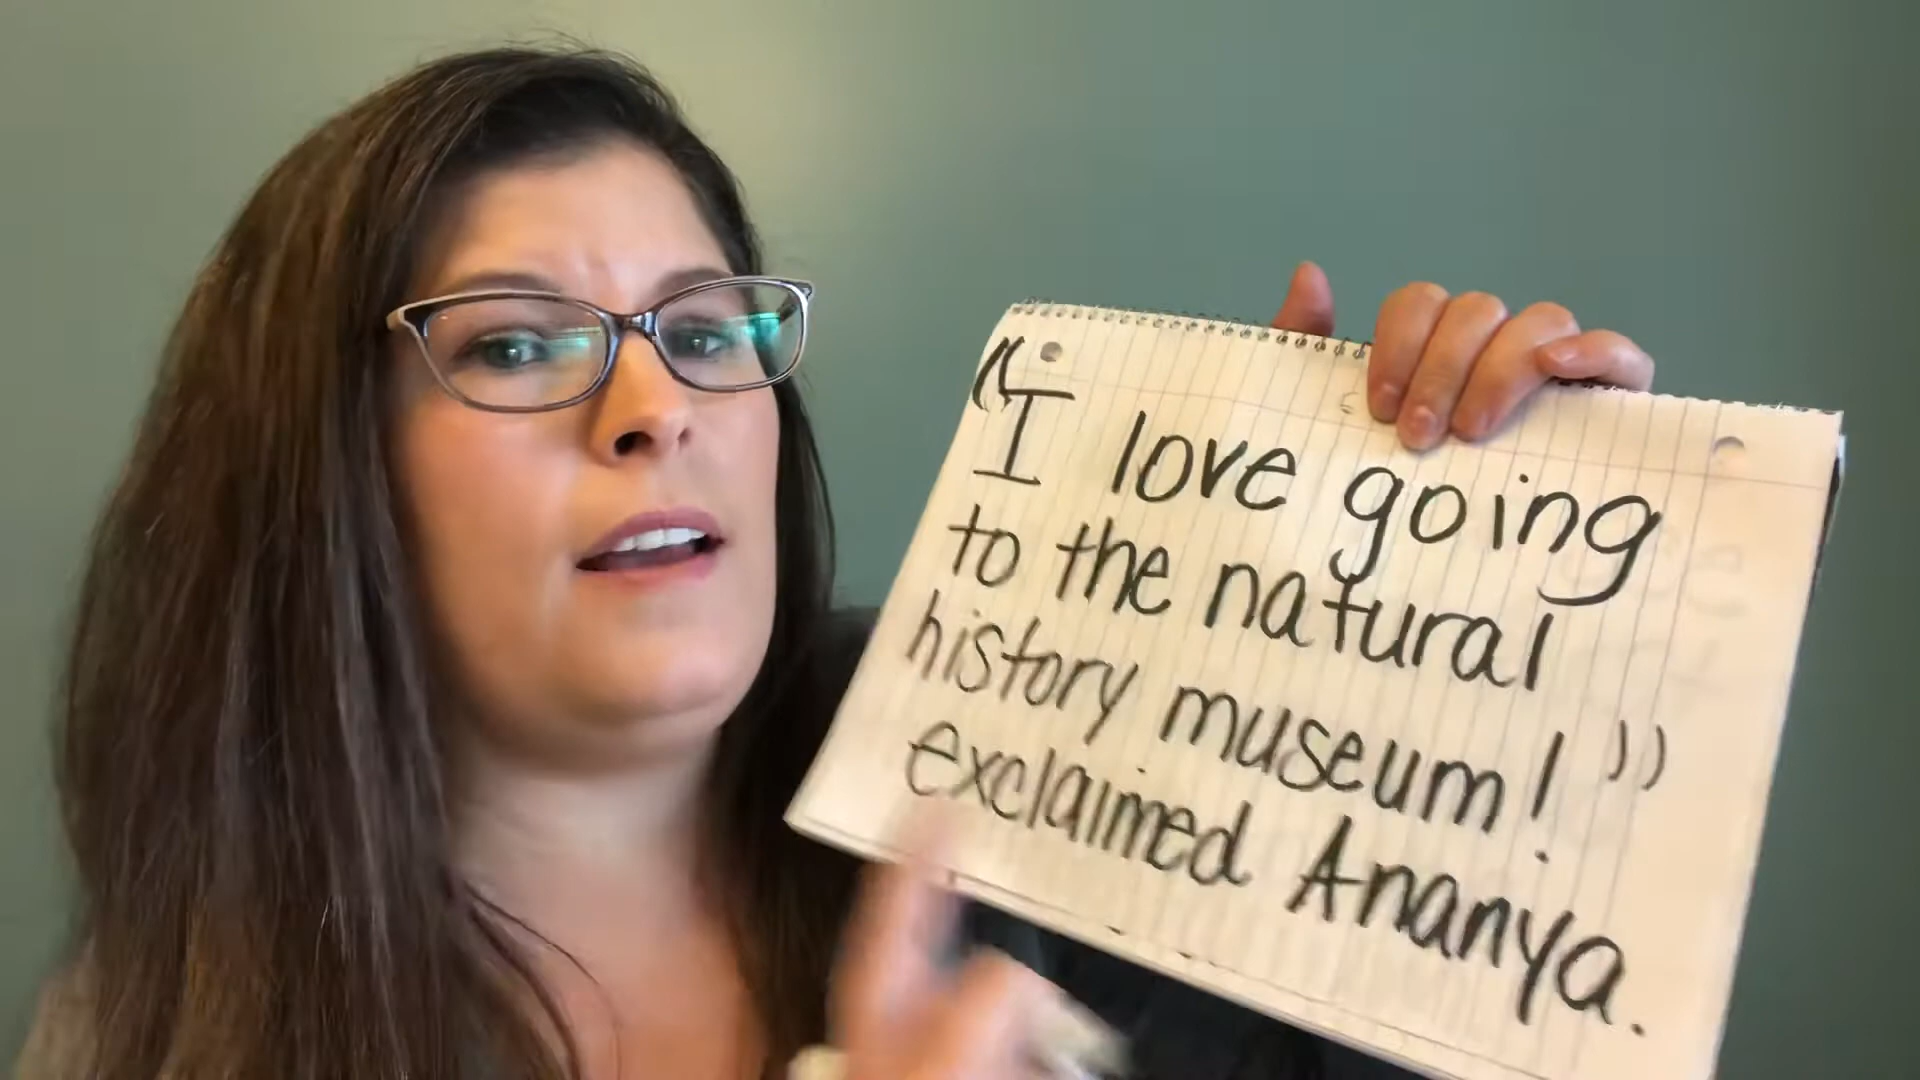 “I love going
to the natural
history museum!”
exclaimed Ananya.